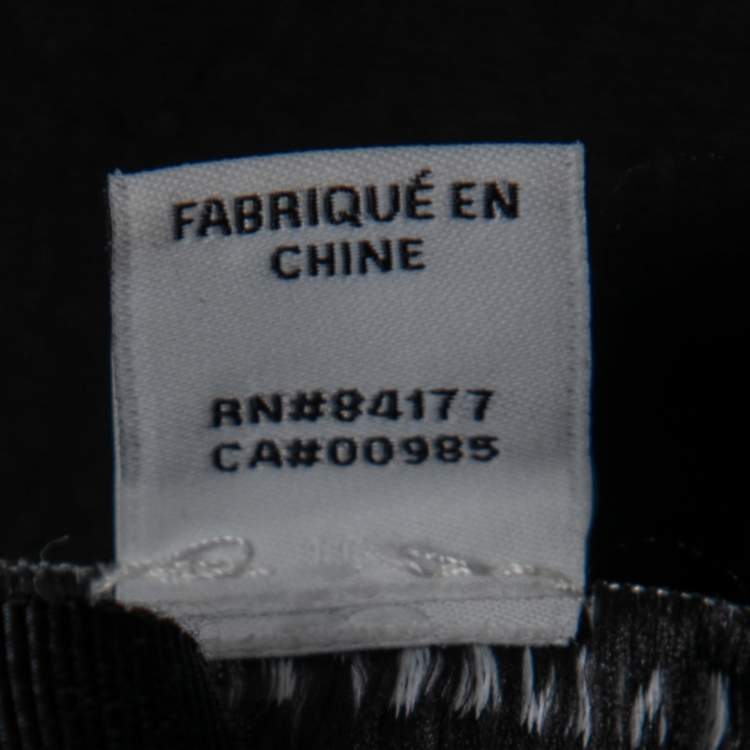 FABRIQUÉ EN
CHINE
RN#84177
CA#00985